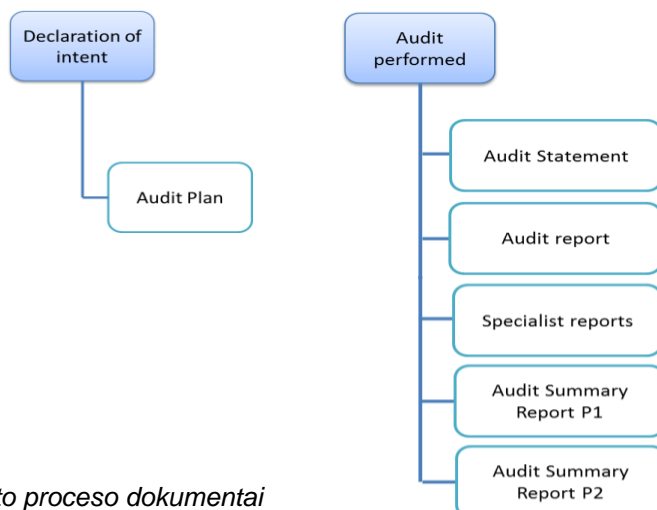 Declaration of
intent
Audit Plan
Audit
performed
Audit Statement
Audit report
Specialist reports
Audit Summary
Report P1
Audit Summary
Report P2
to proceso dokumentai